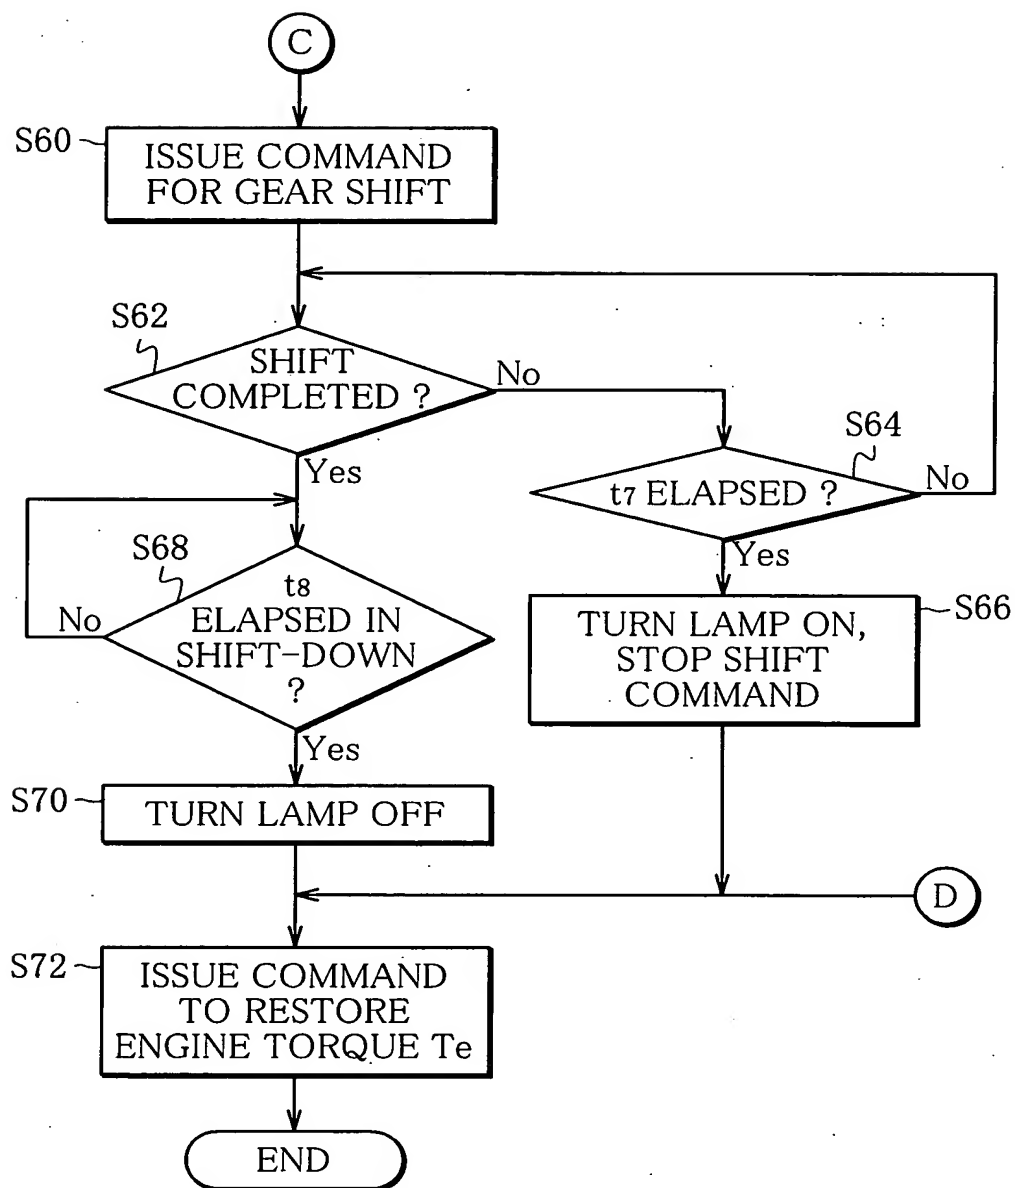 C
S60
ISSUE COMMAND
FOR GEAR SHIFT
S62
SHIFT
COMPLETED ?
No
Yes
S64
t7 ELAPSED ?
No
Yes
S66
TURN LAMP ON,
STOP SHIFT
COMMAND
S68
t8
ELAPSED IN
SHIFT-DOWN
?
No
Yes
S70
TURN LAMP OFF
D
S72
ISSUE COMMAND
TO RESTORE
ENGINE TORQUE Te
END